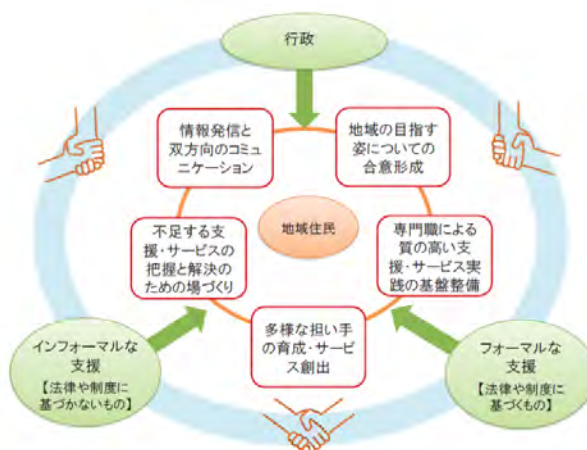 行政
情報発信と
双方向のコミュ
ニケーション
地域の目指す
姿についての
合意形成
地域住民
不足する支
援・サービスの
把握と解決の
ための場づくり
専門職による
質の高い支
援・サービス実
践の基盤整備
多様な担い手
の育成・サービ
ス創出
インフォーマルな
支援
【法律や制度に
基づかないもの】
フォーマルな
支援
【法律や制度に
基づくもの】